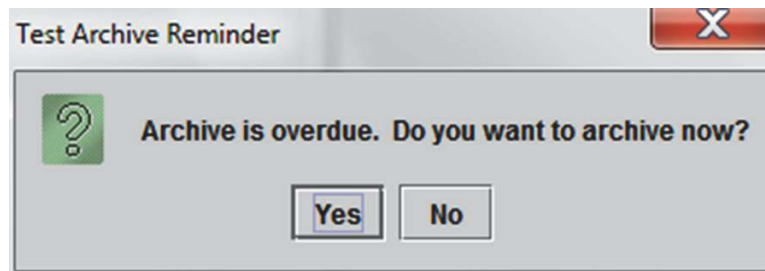 Test Archive Reminder
Archive is overdue. Do you want to archive now?
Yes No